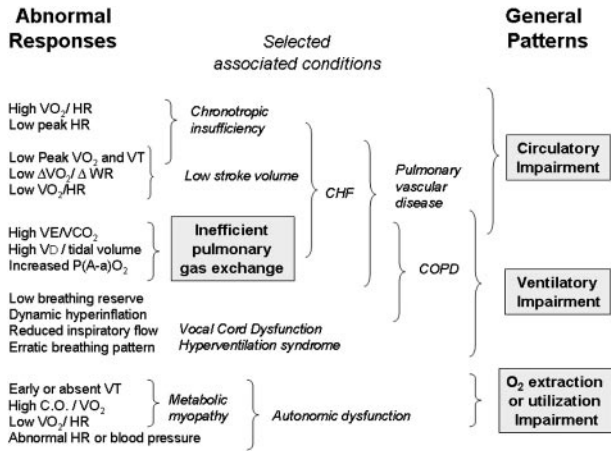 Abnormal
Responses
Selected
associated conditions
General
Patterns
High VO₂/ HR
Low peak HR
Chronotropic
insufficiency
Low Peak VO₂ and VT
Low ΔVO₂/ Δ WR
Low VO₂/HR
Low stroke volume
CHF
Pulmonary
vascular
disease
Circulatory
Impairment
High VE/VCO₂
High VD / tidal volume
Increased P(A-a)O₂
Inefficient
pulmonary
gas exchange
COPD
Ventilatory
Impairment
Low breathing reserve
Dynamic hyperinflation
Reduced inspiratory flow
Erratic breathing pattern
Vocal Cord Dysfunction
Hyperventilation syndrome
Early or absent VT
High C.O. / VO₂
Low VO₂/ HR
Abnormal HR or blood pressure
Metabolic
myopathy
Autonomic dysfunction
O₂ extraction
or utilization
Impairment